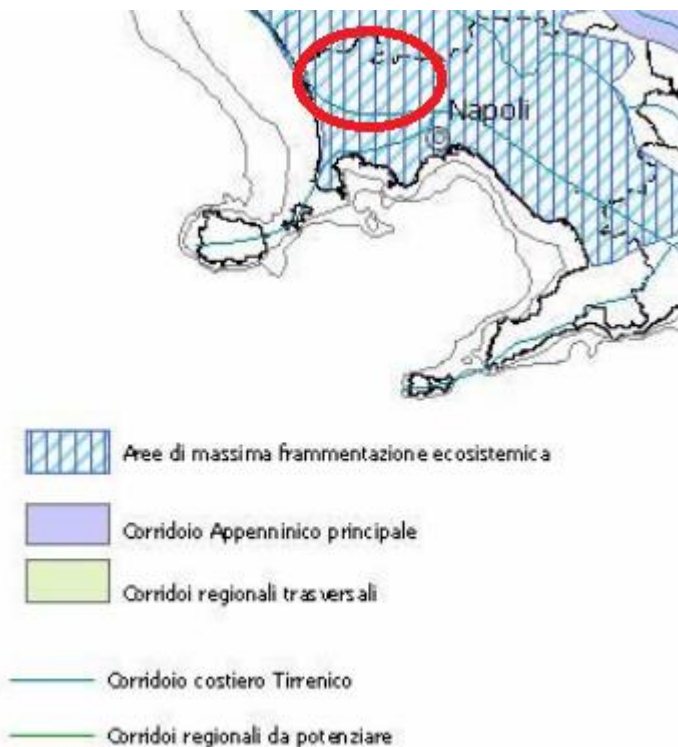 Napoli
Aree di massima frammentazione ecosistemica
Corridoio Appenninico principale
Corridoi regionali trasversali
Corridoio costiero Tirrenico
Corridoi regionali da potenziare